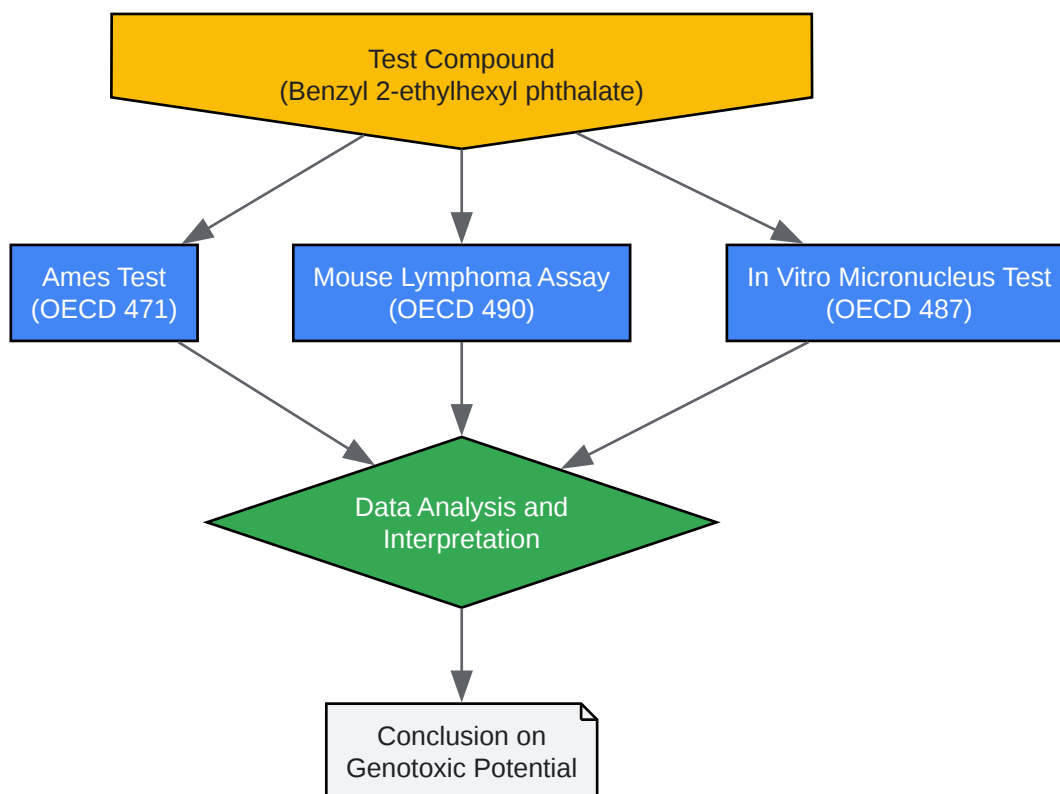 Test Compound
(Benzyl 2-ethylhexyl phthalate)
Ames Test
(OECD 471)
Mouse Lymphoma Assay
(OECD 490)
In Vitro Micronucleus Test
(OECD 487)
Data Analysis and
Interpretation
Conclusion on
Genotoxic Potential